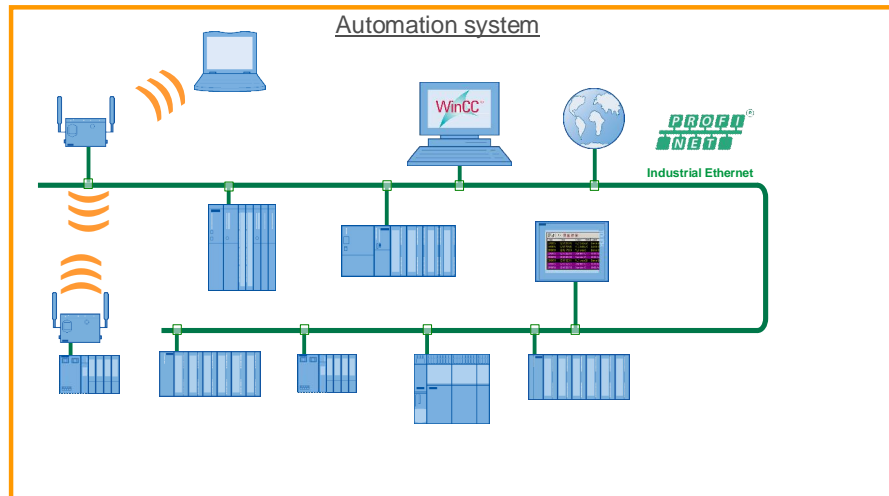 Automation system
WinCC
PROFI
NET
®
Industrial Ethernet